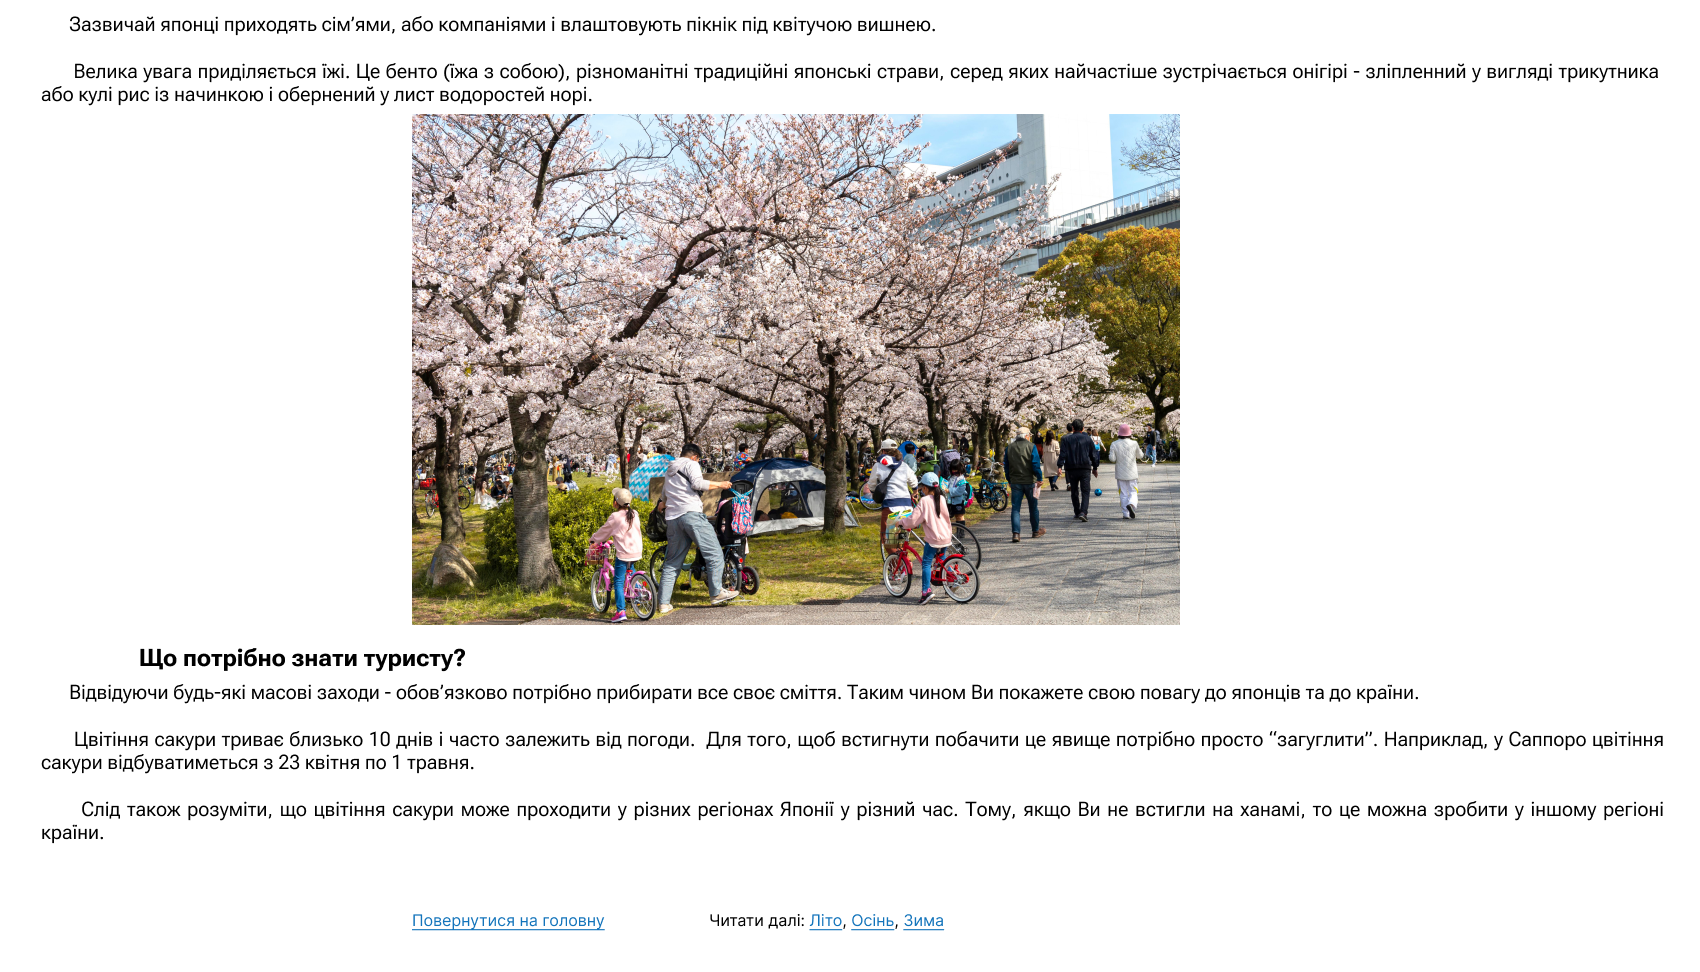 Зазвичай японці приходять сім’ями, або компаніями і влаштовують пікнік під квітучою вишнею.
Велика увага приділяється їжі. Це бенто (їжа з собою), різноманітні традиційні японські страви, серед яких найчастіше зустрічається онігірі - зліпленний у вигляді трикутника
або кулі рис із начинкою і обернений у лист водоростей норі.
Що потрібно знати туристу?
Відвідуючи будь-які масові заходи - обов’язково потрібно прибирати все своє сміття. Таким чином Ви покажете свою повагу до японців та до країни.
Цвітіння сакури триває близько 10 днів і часто залежить від погоди. Для того, щоб встигнути побачити це явище потрібно просто “загуглити”. Наприклад, у Саппоро цвітіння
сакури відбуватиметься з 23 квітня по 1 травня.
Слід також розуміти, що цвітіння сакури може проходити у різних регіонах Японії у різний час. Тому, якщо Ви не встигли на ханамі, то це можна зробити у іншому регіоні
країни.
Повернутися на головну Читати далі: Літо, Осінь, Зима